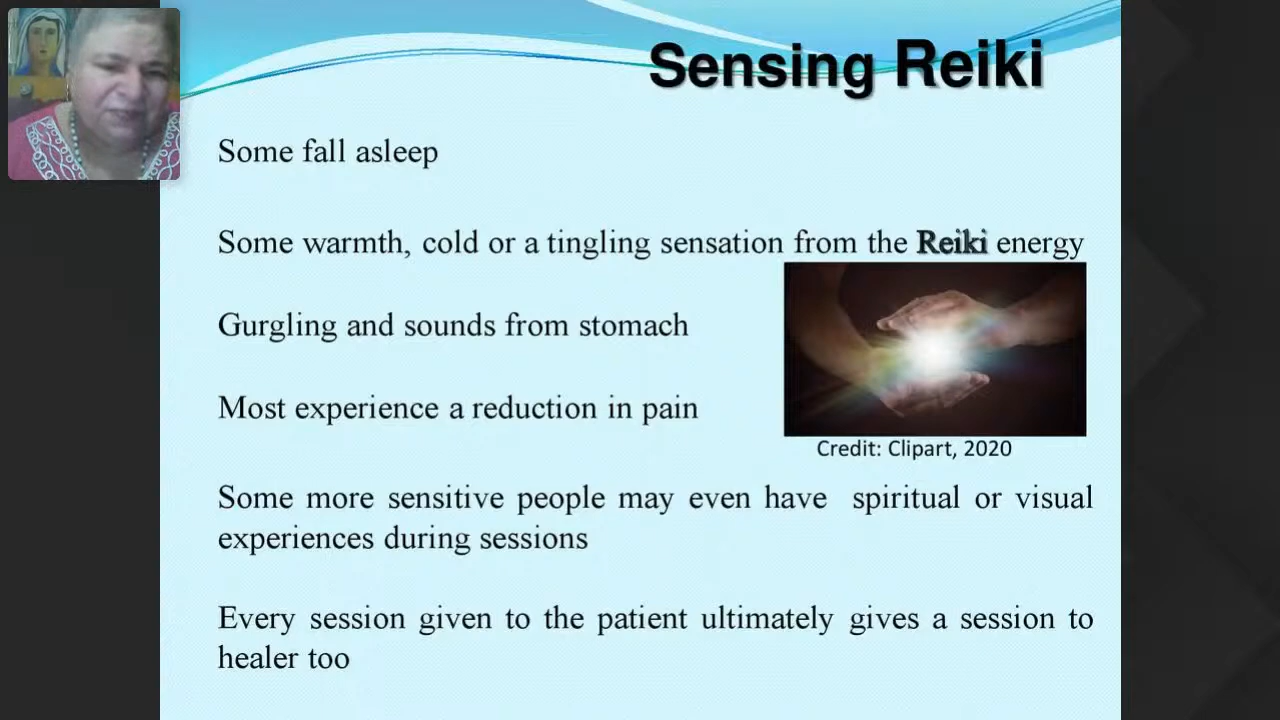 Sensing Reiki
Some fall asleep
Some warmth, cold or a tingling sensation from the Reiki energy
Gurgling and sounds from stomach
Most experience a reduction in pain
Credit: Clipart, 2020
Some more sensitive people may even have spiritual or visual
experiences during sessions
Every session given to the patient ultimately gives a session to
healer too